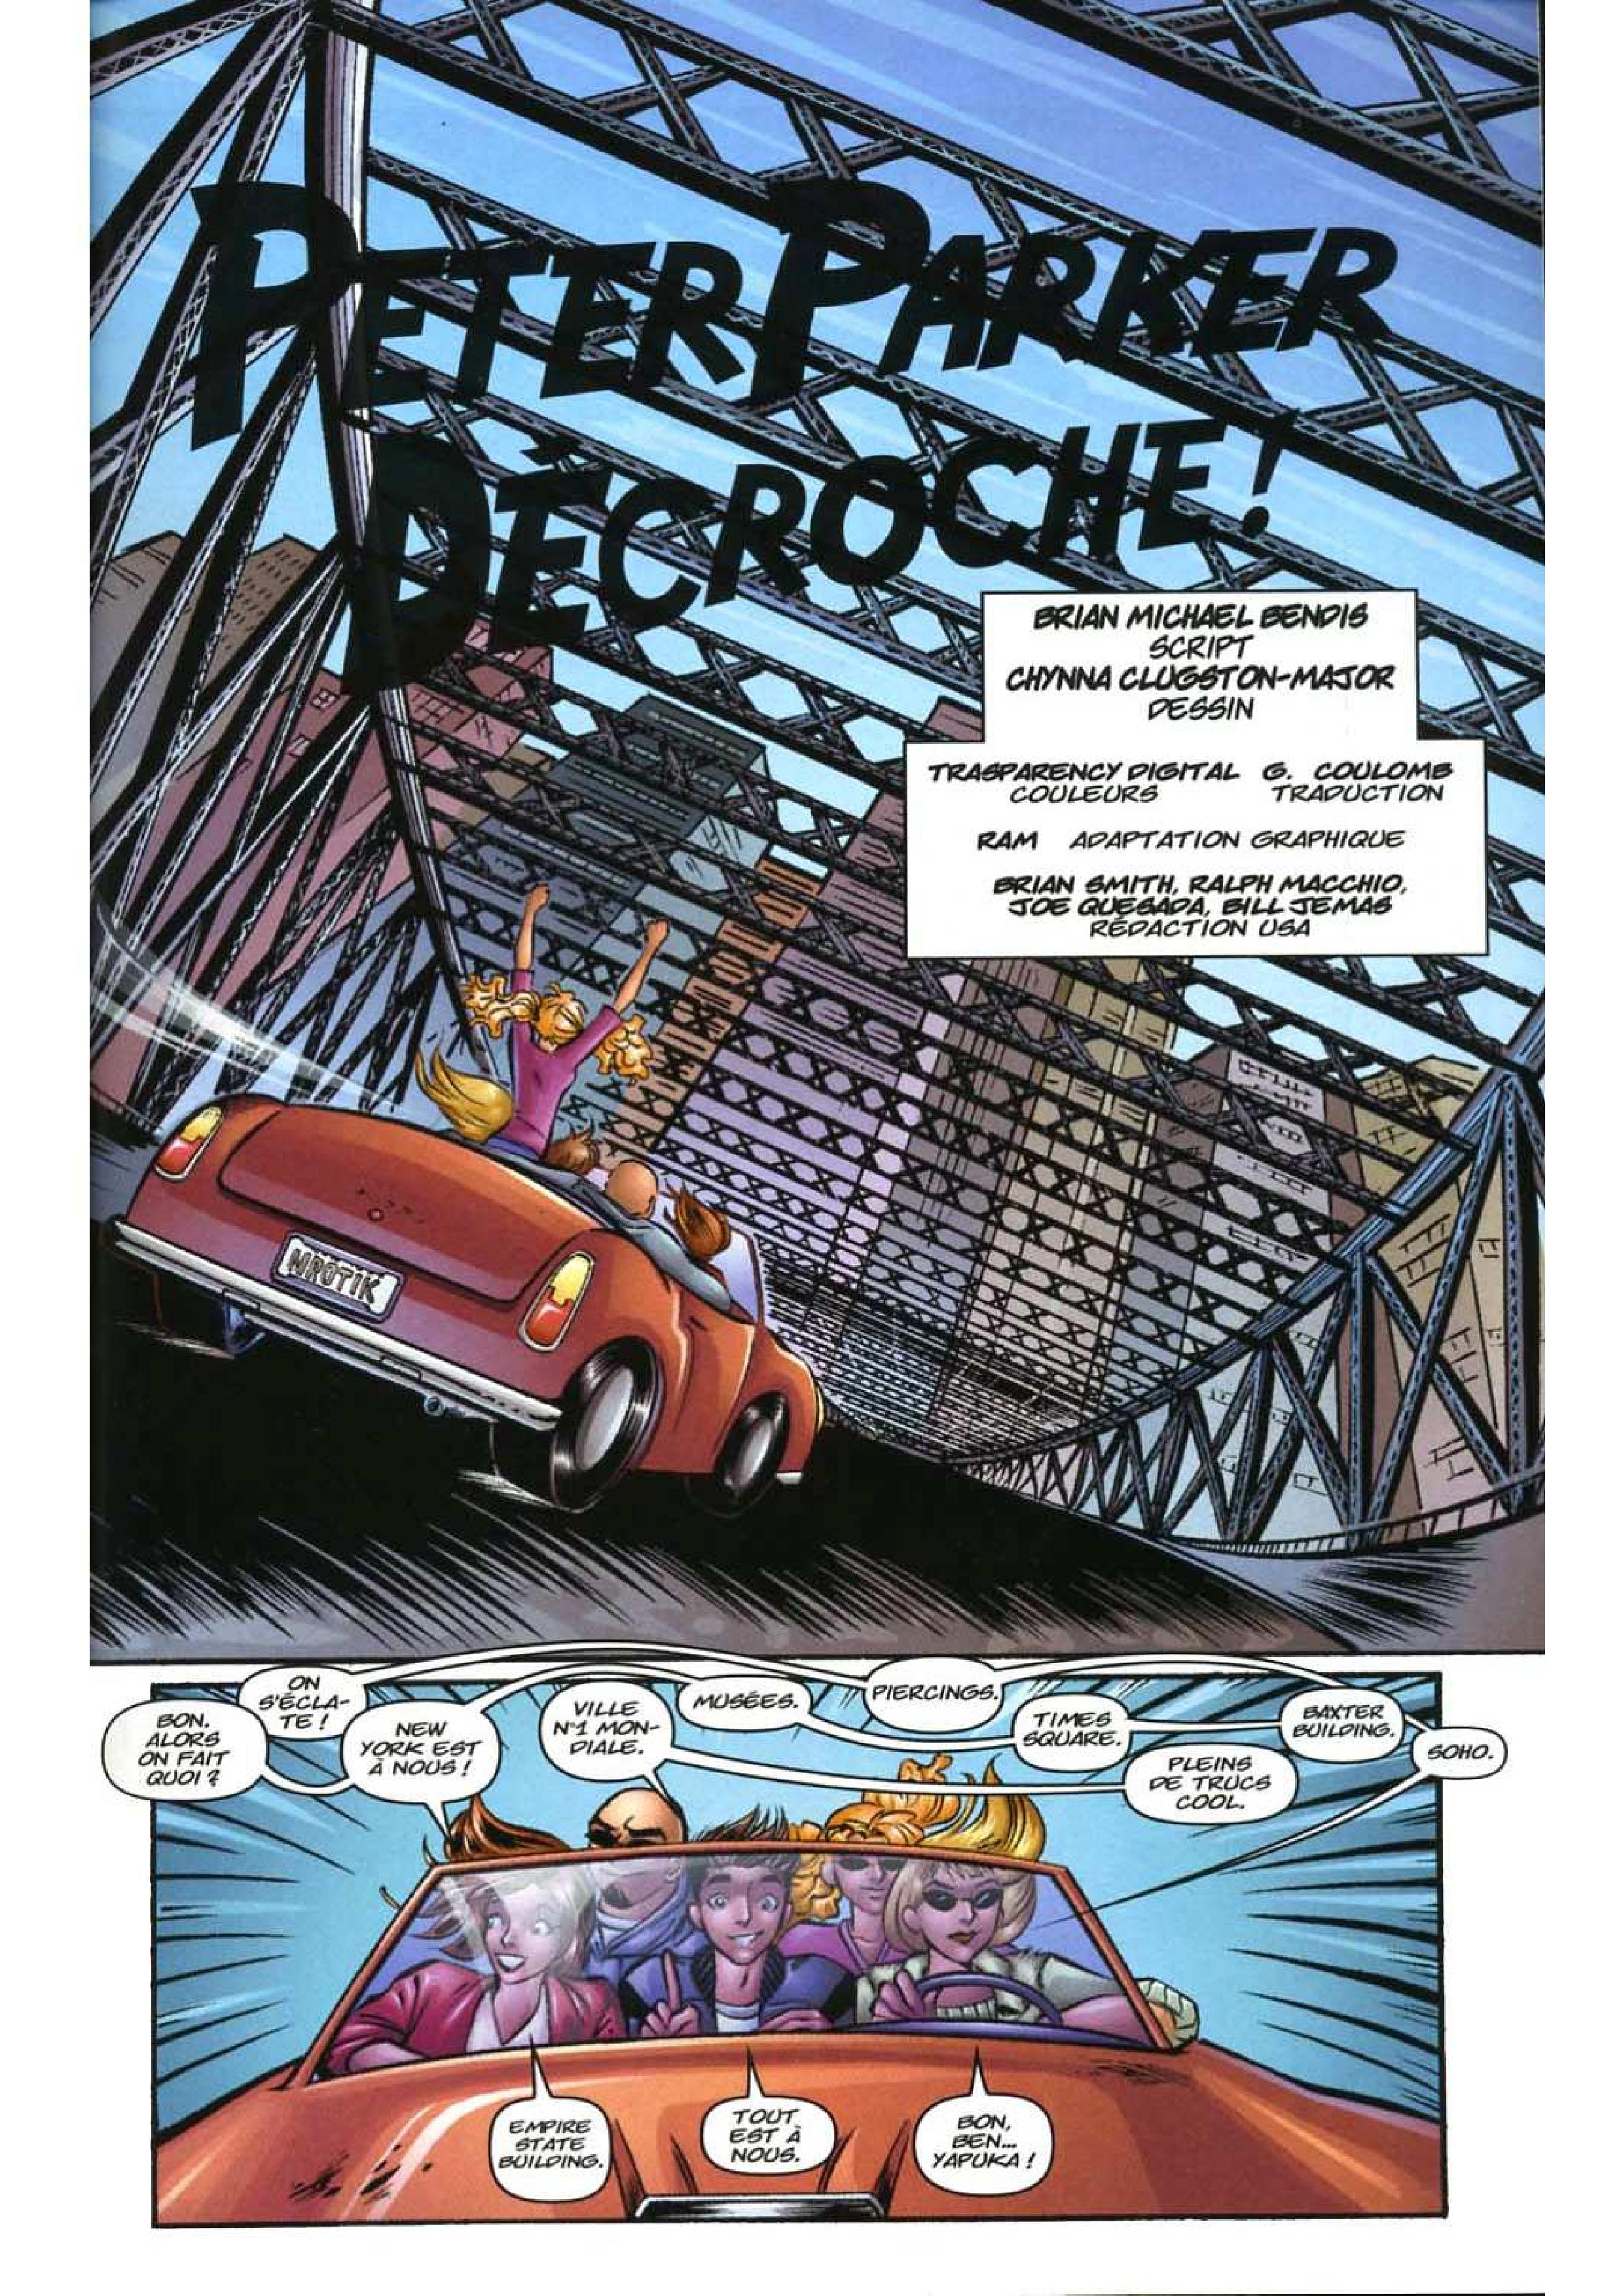 PETER PARKER
DÉCROCHE!
BRIAN MICHAEL BENDIS
SCRIPT
CHYNNA CLUGSTON-MAJOR
DESSIN
TRASPARENCY DIGITAL G. COULOMB
COULEURS TRADUCTION
RAM ADAPTATION GRAPHIQUE
BRIAN SMITH, RALPH MACCHIO,
JOE QUESADA, BILL JEMAS
RÉDACTION USA
MROTIK
BON.
ALORS
ON FAIT
QUOI ?
ON
S'ÉCLA-
TE !
NEW
YORK EST
À NOUS !
VILLE
N°1 MON-
DIALE.
MUSÉES.
PIERCINGS.
TIMES
SQUARE.
PLEINS
DE TRUCS
COOL.
BAXTER
BUILDING.
SOHO.
EMPIRE
STATE
BUILDING.
TOUT
EST À
NOUS.
BON,
BEN...
YAPUKA !